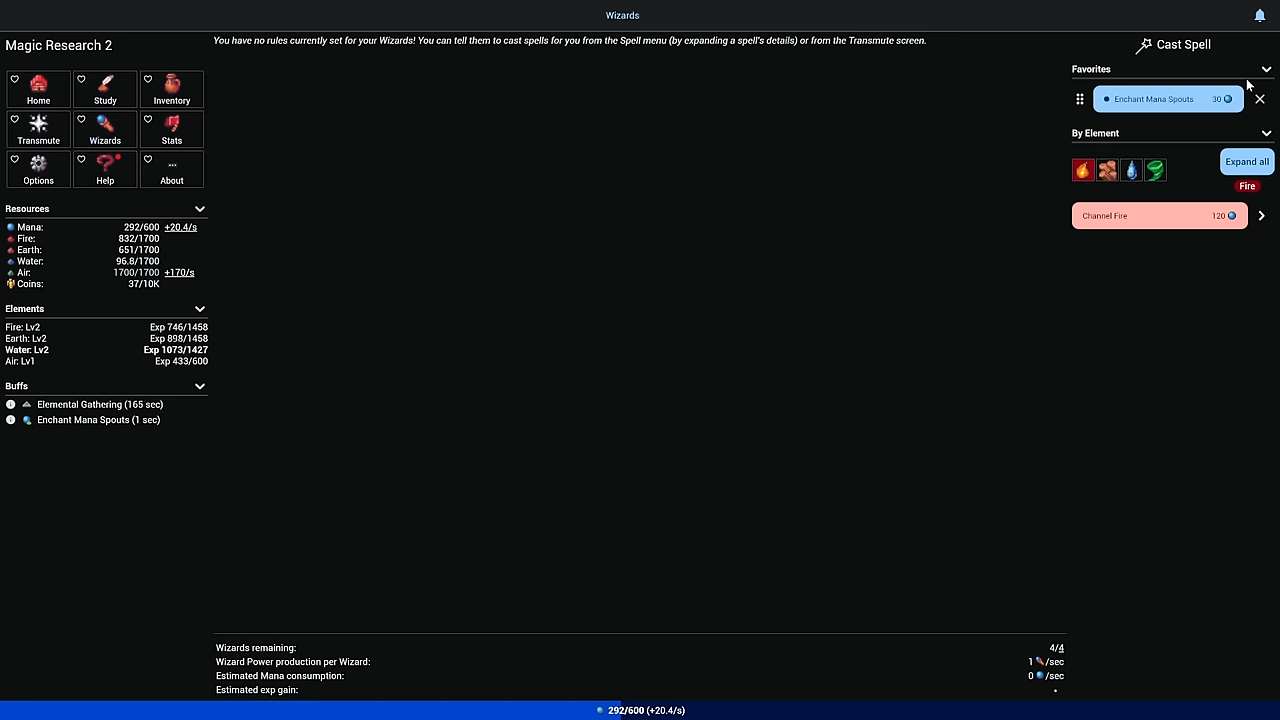 Wizards
Magic Research 2
You have no rules currently set for your Wizards! You can tell them to cast spells for you from the Spell menu (by expanding a spell's details) or from the Transmute screen.
Cast Spell
Home
Study
Inventory
Transmute
Wizards
Stats
Options
Help
... About
Resources
Mana: 292/600 +20.4/s
Fire: 832/1700
Earth: 651/1700
Water: 96.8/1700
Air: 1700/1700 +170/s
Coins: 37/10K
Elements
Fire: Lv2 Exp 746/1458
Earth: Lv2 Exp 898/1458
Water: Lv2 Exp 1073/1427
Air: Lv1 Exp 433/600
Buffs
Elemental Gathering (165 sec)
Enchant Mana Spouts (1 sec)
Favorites
Enchant Mana Spouts 30
By Element
Expand all
Fire
Channel Fire 120
Wizards remaining: 4/4
Wizard Power production per Wizard: 1 /sec
Estimated Mana consumption: 0 /sec
Estimated exp gain: •
292/600 (+20.4/s)